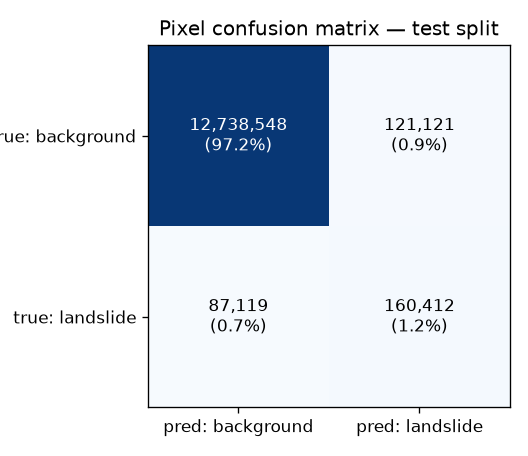 Pixel confusion matrix — test split
rue: background
12,738,548
(97.2%)
121,121
(0.9%)
true: landslide
87,119
(0.7%)
160,412
(1.2%)
pred: background
pred: landslide